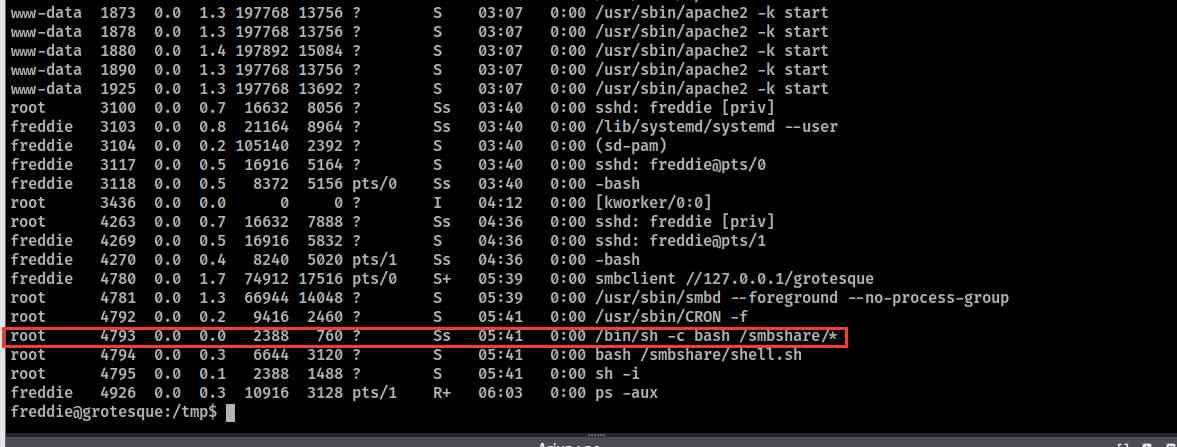 www-data 1873 0.0 1.3 197768 13756 ? S 03:07 0:00 /usr/sbin/apache2 -k start
www-data 1878 0.0 1.3 197768 13756 ? S 03:07 0:00 /usr/sbin/apache2 -k start
www-data 1880 0.0 1.4 197892 15084 ? S 03:07 0:00 /usr/sbin/apache2 -k start
www-data 1890 0.0 1.3 197768 13756 ? S 03:07 0:00 /usr/sbin/apache2 -k start
www-data 1925 0.0 1.3 197768 13692 ? S 03:07 0:00 /usr/sbin/apache2 -k start
root 3100 0.0 0.7 16632 8056 ? Ss 03:40 0:00 sshd: freddie [priv]
freddie 3103 0.0 0.8 21164 8964 ? Ss 03:40 0:00 /lib/systemd/systemd --user
freddie 3104 0.0 0.2 105140 2392 ? S 03:40 0:00 (sd-pam)
freddie 3117 0.0 0.5 16916 5164 ? S 03:40 0:00 sshd: freddie@pts/0
freddie 3118 0.0 0.5 8372 5156 pts/0 Ss 03:40 0:00 -bash
root 3436 0.0 0.0 0 0 ? I 04:12 0:00 [kworker/0:0]
root 4263 0.0 0.7 16632 7888 ? Ss 04:36 0:00 sshd: freddie [priv]
freddie 4269 0.0 0.5 16916 5832 ? S 04:36 0:00 sshd: freddie@pts/1
freddie 4270 0.0 0.4 8240 5020 pts/1 Ss 04:36 0:00 -bash
freddie 4780 0.0 1.7 74912 17516 pts/0 S+ 05:39 0:00 smbclient //127.0.0.1/grotesque
root 4781 0.0 1.3 66944 14048 ? S 05:39 0:00 /usr/sbin/smbd --foreground --no-process-group
root 4792 0.0 0.2 9416 2460 ? S 05:41 0:00 /usr/sbin/CRON -f
root 4793 0.0 0.0 2388 760 ? Ss 05:41 0:00 /bin/sh -c bash /smbshare/*
root 4794 0.0 0.3 6644 3120 ? S 05:41 0:00 bash /smbshare/shell.sh
root 4795 0.0 0.1 2388 1488 ? S 05:41 0:00 sh -i
freddie 4926 0.0 0.3 10916 3128 pts/1 R+ 06:03 0:00 ps -aux
freddie@grotesque:/tmp$